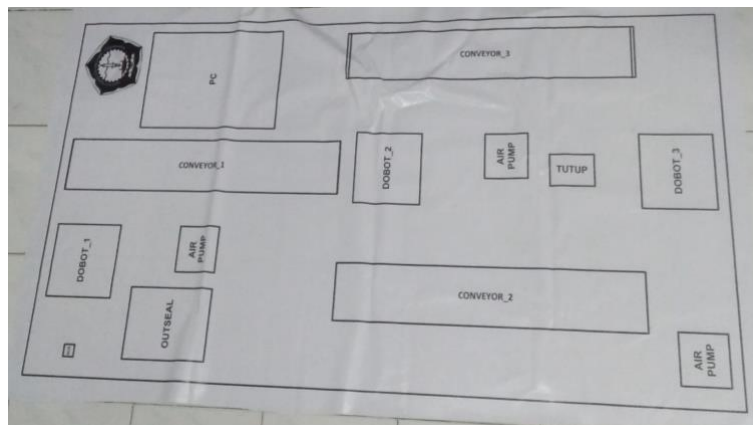 PC
CONVEYOR_3
CONVEYOR_1
DOBOT_2
AIR
PUMP
TUTUP
DOBOT_3
DOBOT_1
AIR
PUMP
OUTSEAL
CONVEYOR_2
AIR
PUMP